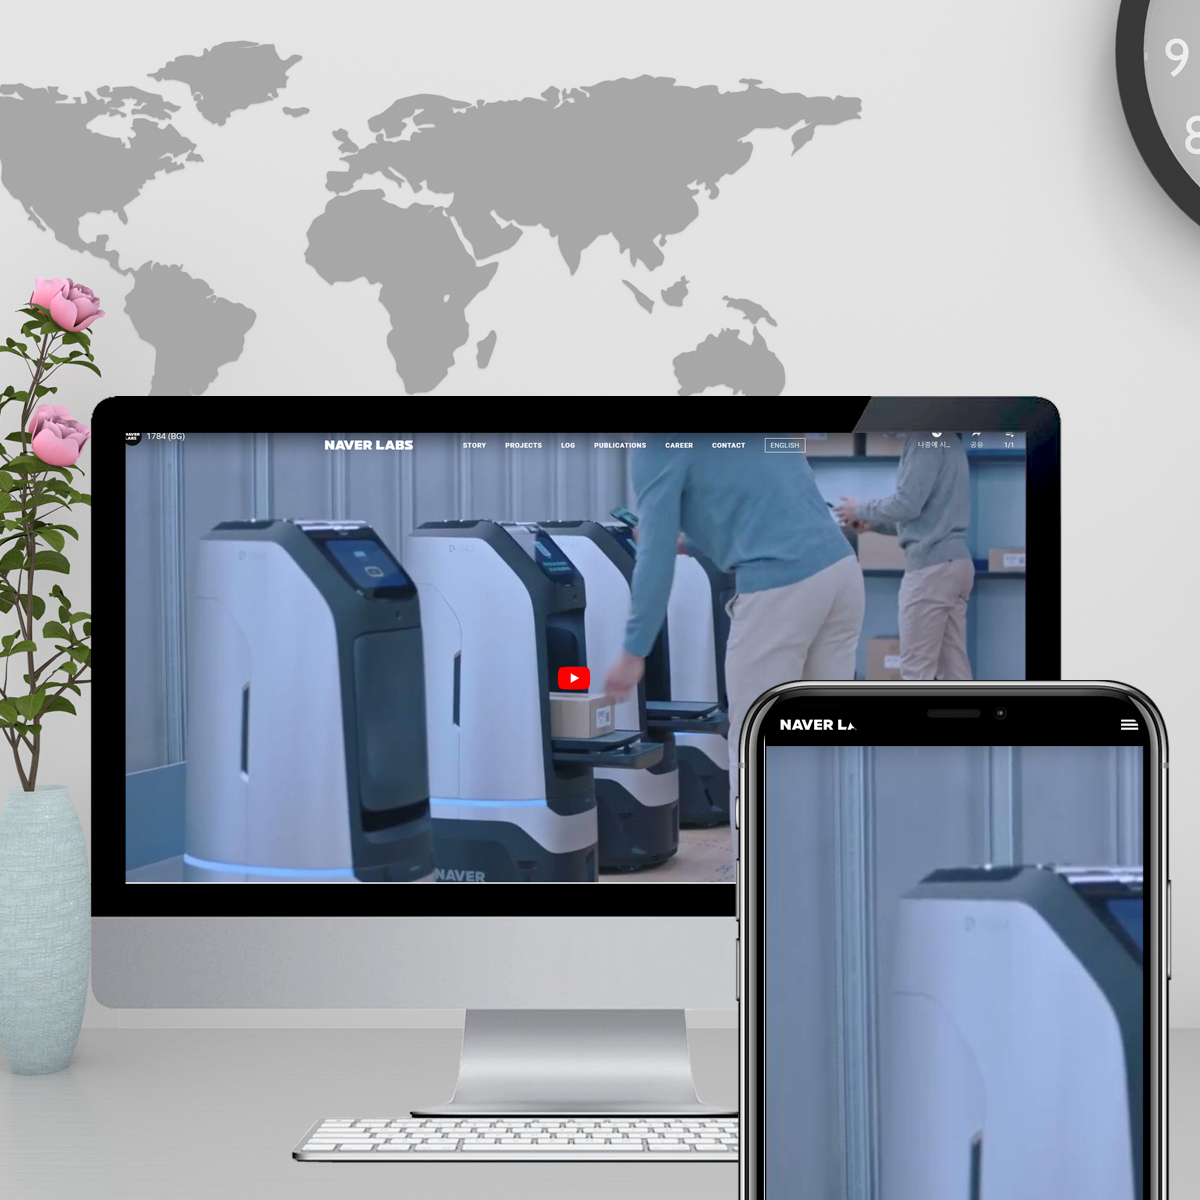 9
8
NAVER LABS
1784 (BG)
NAVER LABS
STORY PROJECTS LOG PUBLICATIONS CAREER CONTACT ENGLISH
나중에 시... 공유 1/1
NAVER
NAVER LA